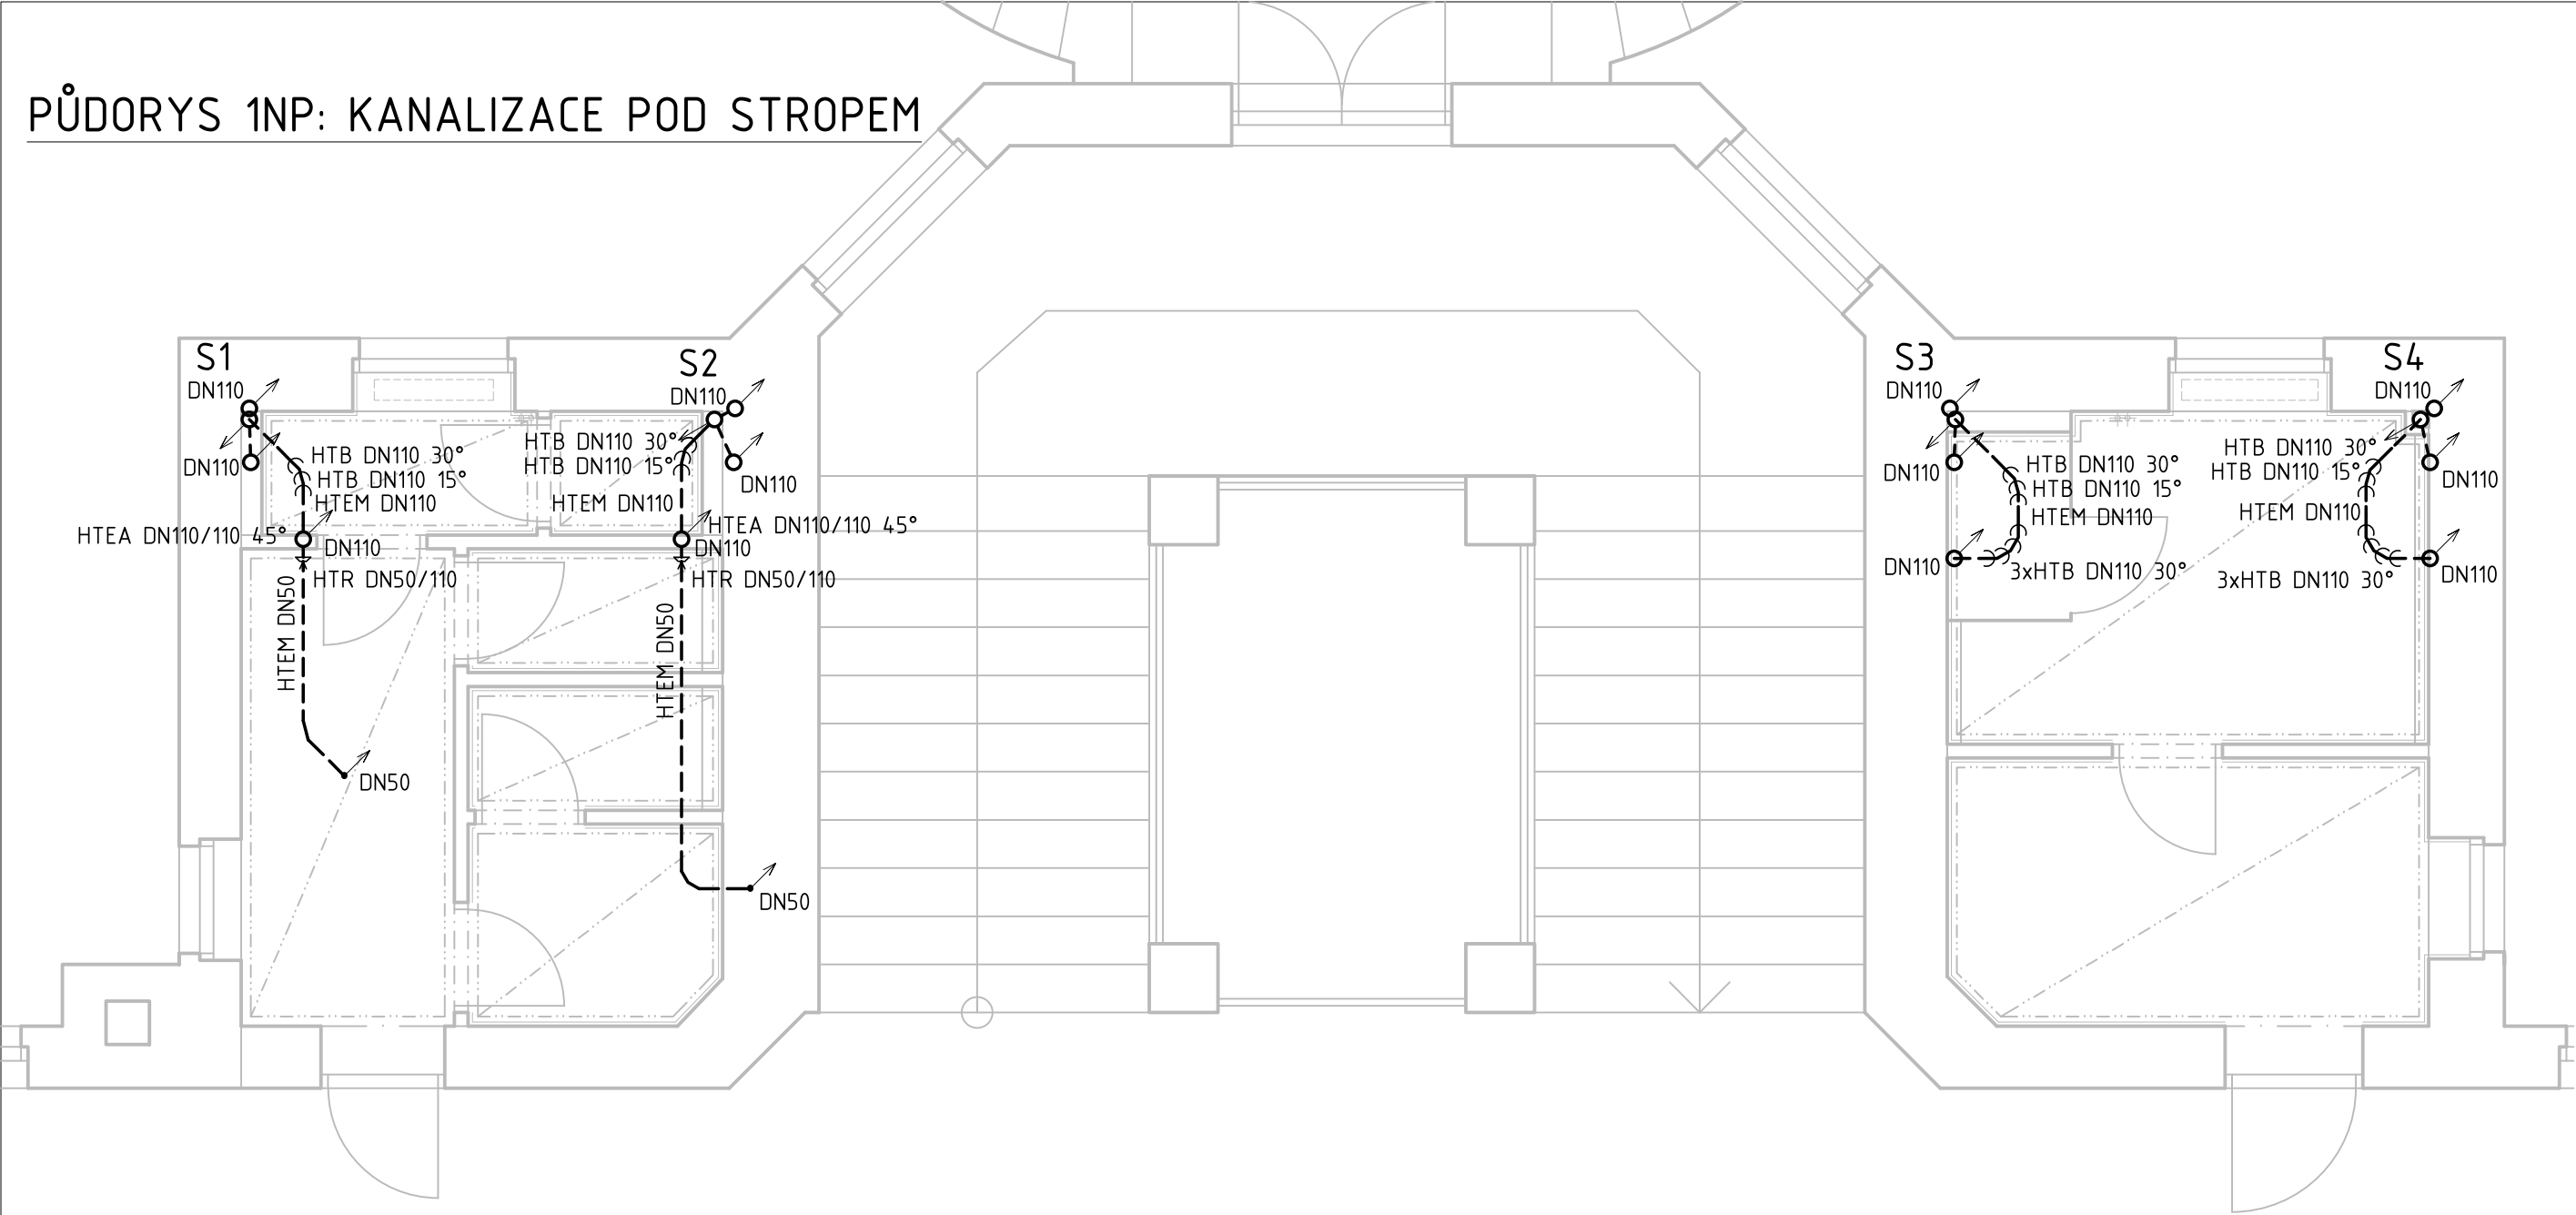 PŮDORYS 1NP: KANALIZACE POD STROPEM
S1
DN110
DN110
HTB DN110 30°
HTB DN110 15°
HTEM DN110
HTEA DN110/110 45°
DN110
HTR DN50/110
HTEM DN50
DN50
S2
DN110
HTB DN110 30°
HTB DN110 15°
DN110
HTEM DN110
HTEA DN110/110 45°
DN110
HTR DN50/110
HTEM DN50
DN50
S3
DN110
DN110
HTB DN110 30°
HTB DN110 15°
HTEM DN110
DN110
3xHTB DN110 30°
S4
DN110
HTB DN110 30°
HTB DN110 15°
DN110
HTEM DN110
3xHTB DN110 30°
DN110